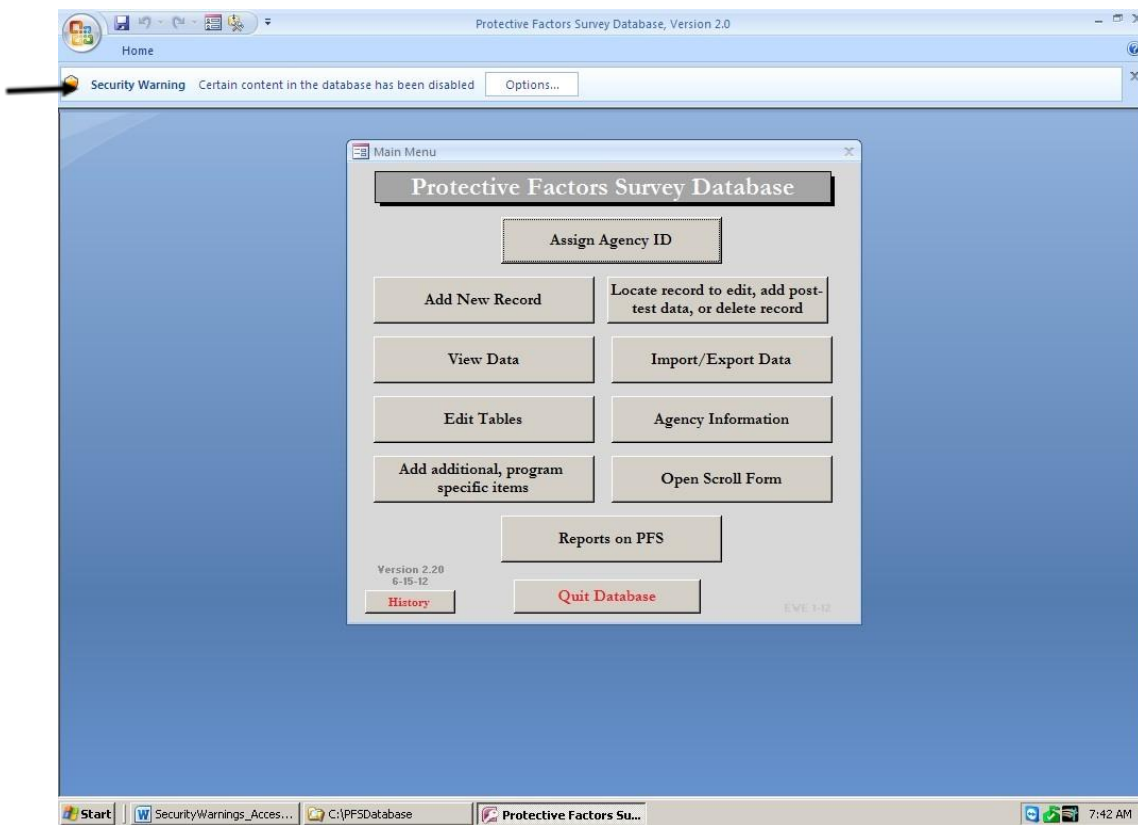 Protective Factors Survey Database, Version 2.0
Home
Security Warning Certain content in the database has been disabled Options...
Main Menu
Protective Factors Survey Database
Assign Agency ID
Add New Record
Locate record to edit, add post-
test data, or delete record
View Data
Import/Export Data
Edit Tables
Agency Information
Add additional, program
specific items
Open Scroll Form
Reports on PFS
Version 2.20
6-15-12
History
Quit Database
EWE 1-12
Start
SecurityWarnings_Acces...
C:\PFSDatabase
Protective Factors Su...
7:42 AM